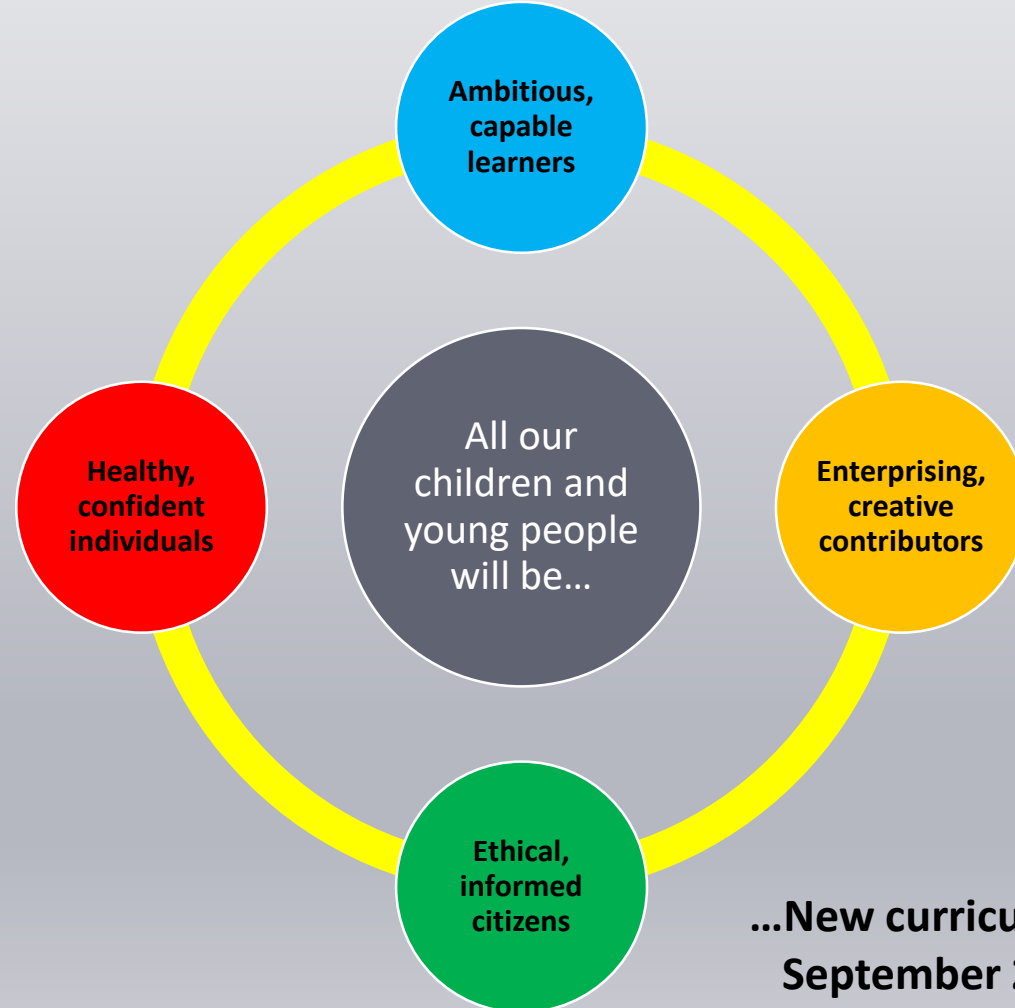 Ambitious,
capable
learners
All our
children and
young people
will be…
Healthy,
confident
individuals
Enterprising,
creative
contributors
Ethical,
informed
citizens
…New
September